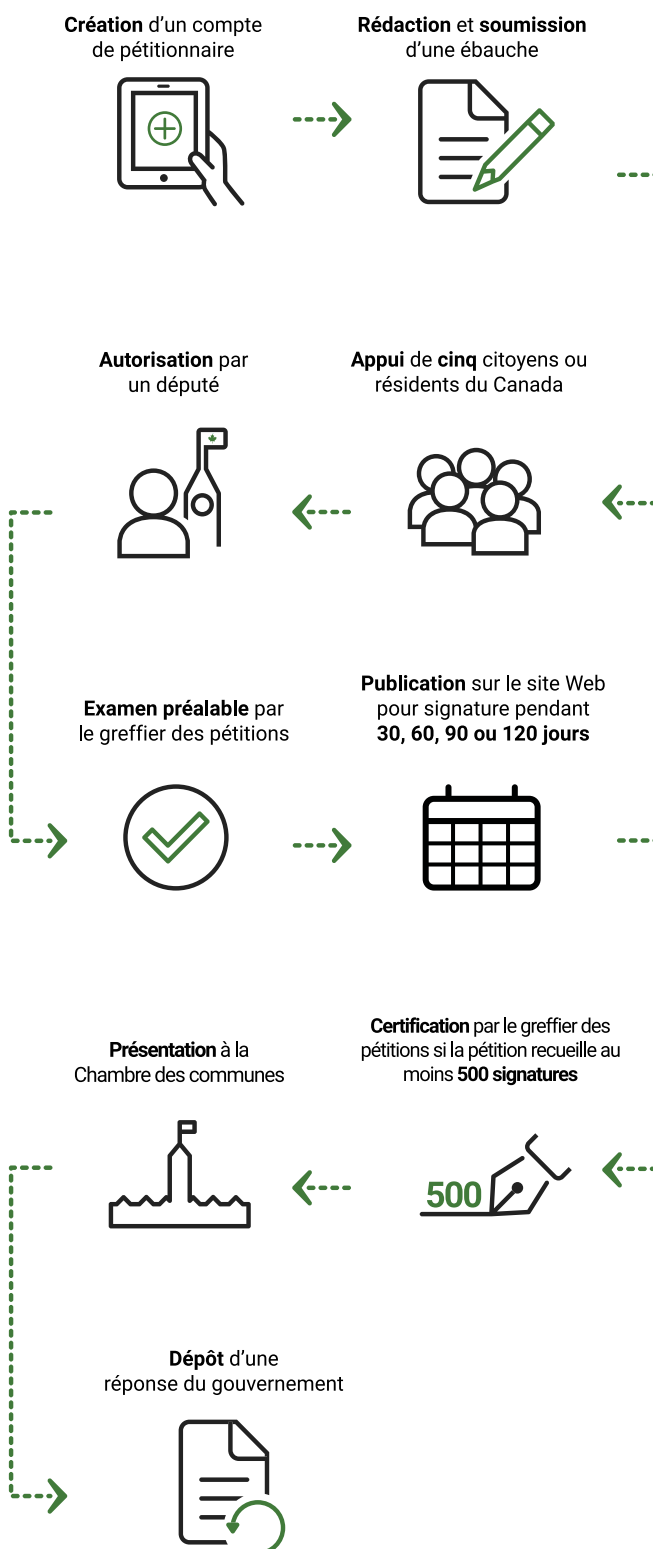 Création d'un compte
de pétitionnaire
Rédaction et soumission
d'une ébauche
Appui de cinq citoyens ou
résidents du Canada
Autorisation par
un député
Examen préalable par
le greffier des pétitions
Publication sur le site Web
pour signature pendant
30, 60, 90 ou 120 jours
Certification par le greffier des
pétitions si la pétition recueille au
moins 500 signatures
500
Présentation à la
Chambre des communes
Dépôt d'une
réponse du gouvernement